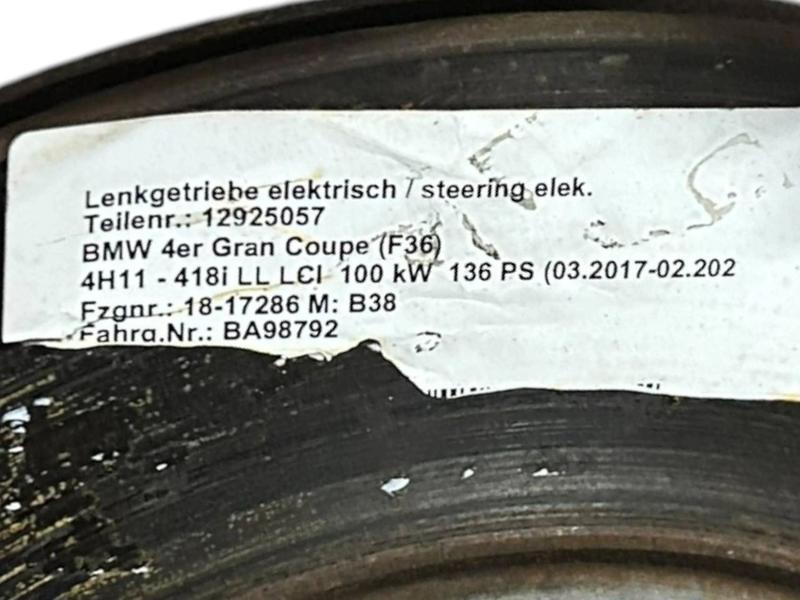 Lenkgetriebe elektrisch / steering elek.
Teilenr.: 12925057
BMW 4er Gran Coupe (F36)
4H11 - 418i LL LCI 100 kW 136 PS (03.2017-02.202
Fzgnr.: 18-17286 M: B38
Fahrg.Nr.: BA98792